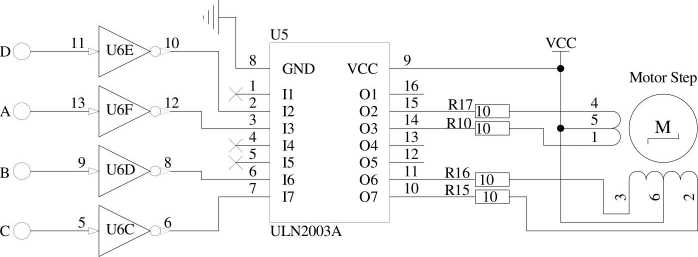 U5
D 11 U6E 10
8 GND VCC 9 VCC
Motor Step
1 I1 O1 16
A 13 U6F 12
2 I2 O2 15 R17 10 4
3 I3 O3 14 R10 10 5
4 I4 O4 13 1
M
5 I5 O5 12
B 9 U6D 8
6 I6 O6 11 R16 10
7 I7 O7 10 R15 10
3 6 2
C 5 U6C 6
ULN2003A